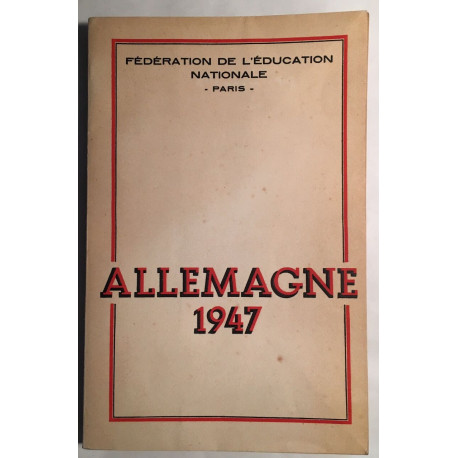 FÉDÉRATION DE L'ÉDUCATION
NATIONALE
- PARIS -
ALLEMAGNE
1947